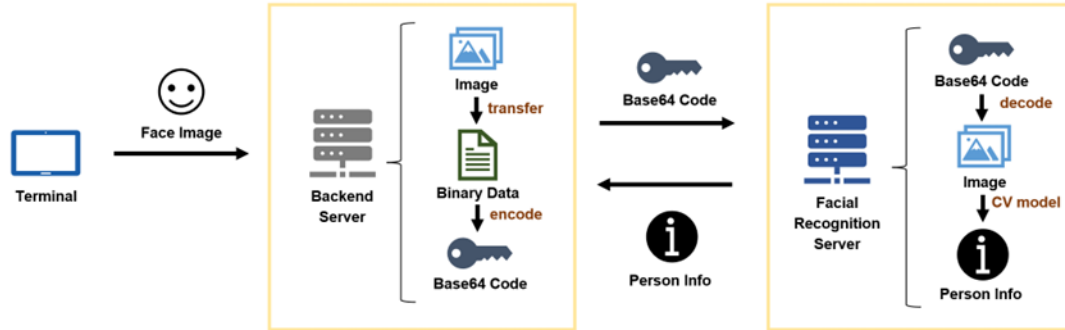 Terminal
Face Image
Backend
Server
Image
transfer
Binary Data
encode
Base64 Code
Base64 Code
Person Info
Facial
Recognition
Server
Base64 Code
decode
Image
CV model
Person Info